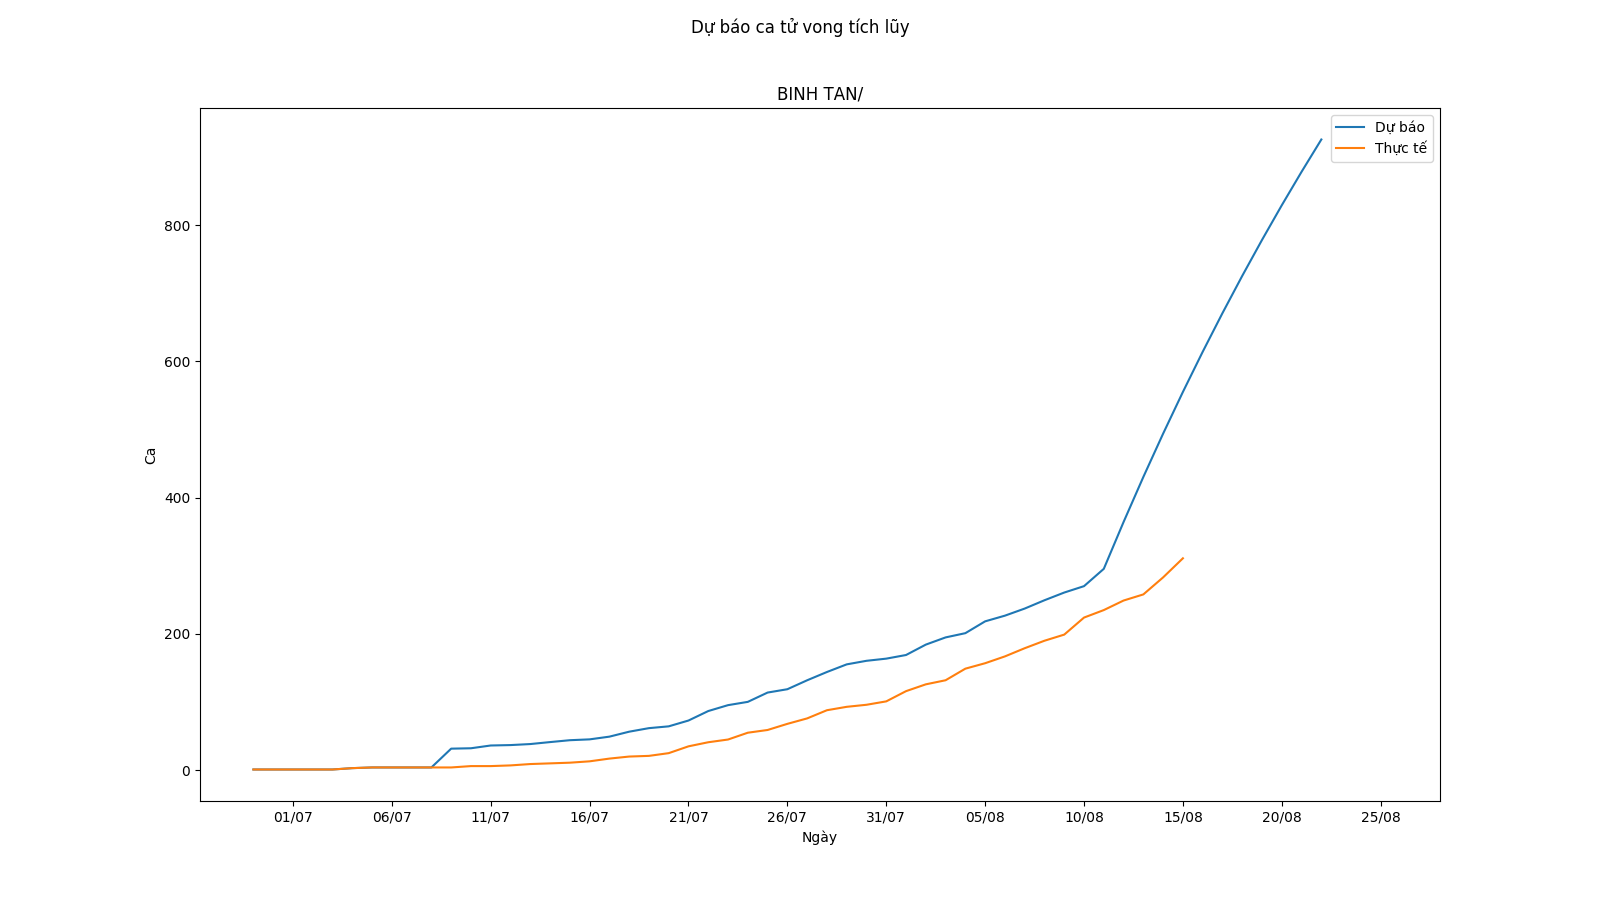 Dự báo ca tử vong tích lũy
BINH TAN/
Dự báo
Thực tế
800
600
400
200
0
Ca
01/07 06/07 11/07 16/07 21/07 26/07 31/07 05/08 10/08 15/08 20/08 25/08
Ngày